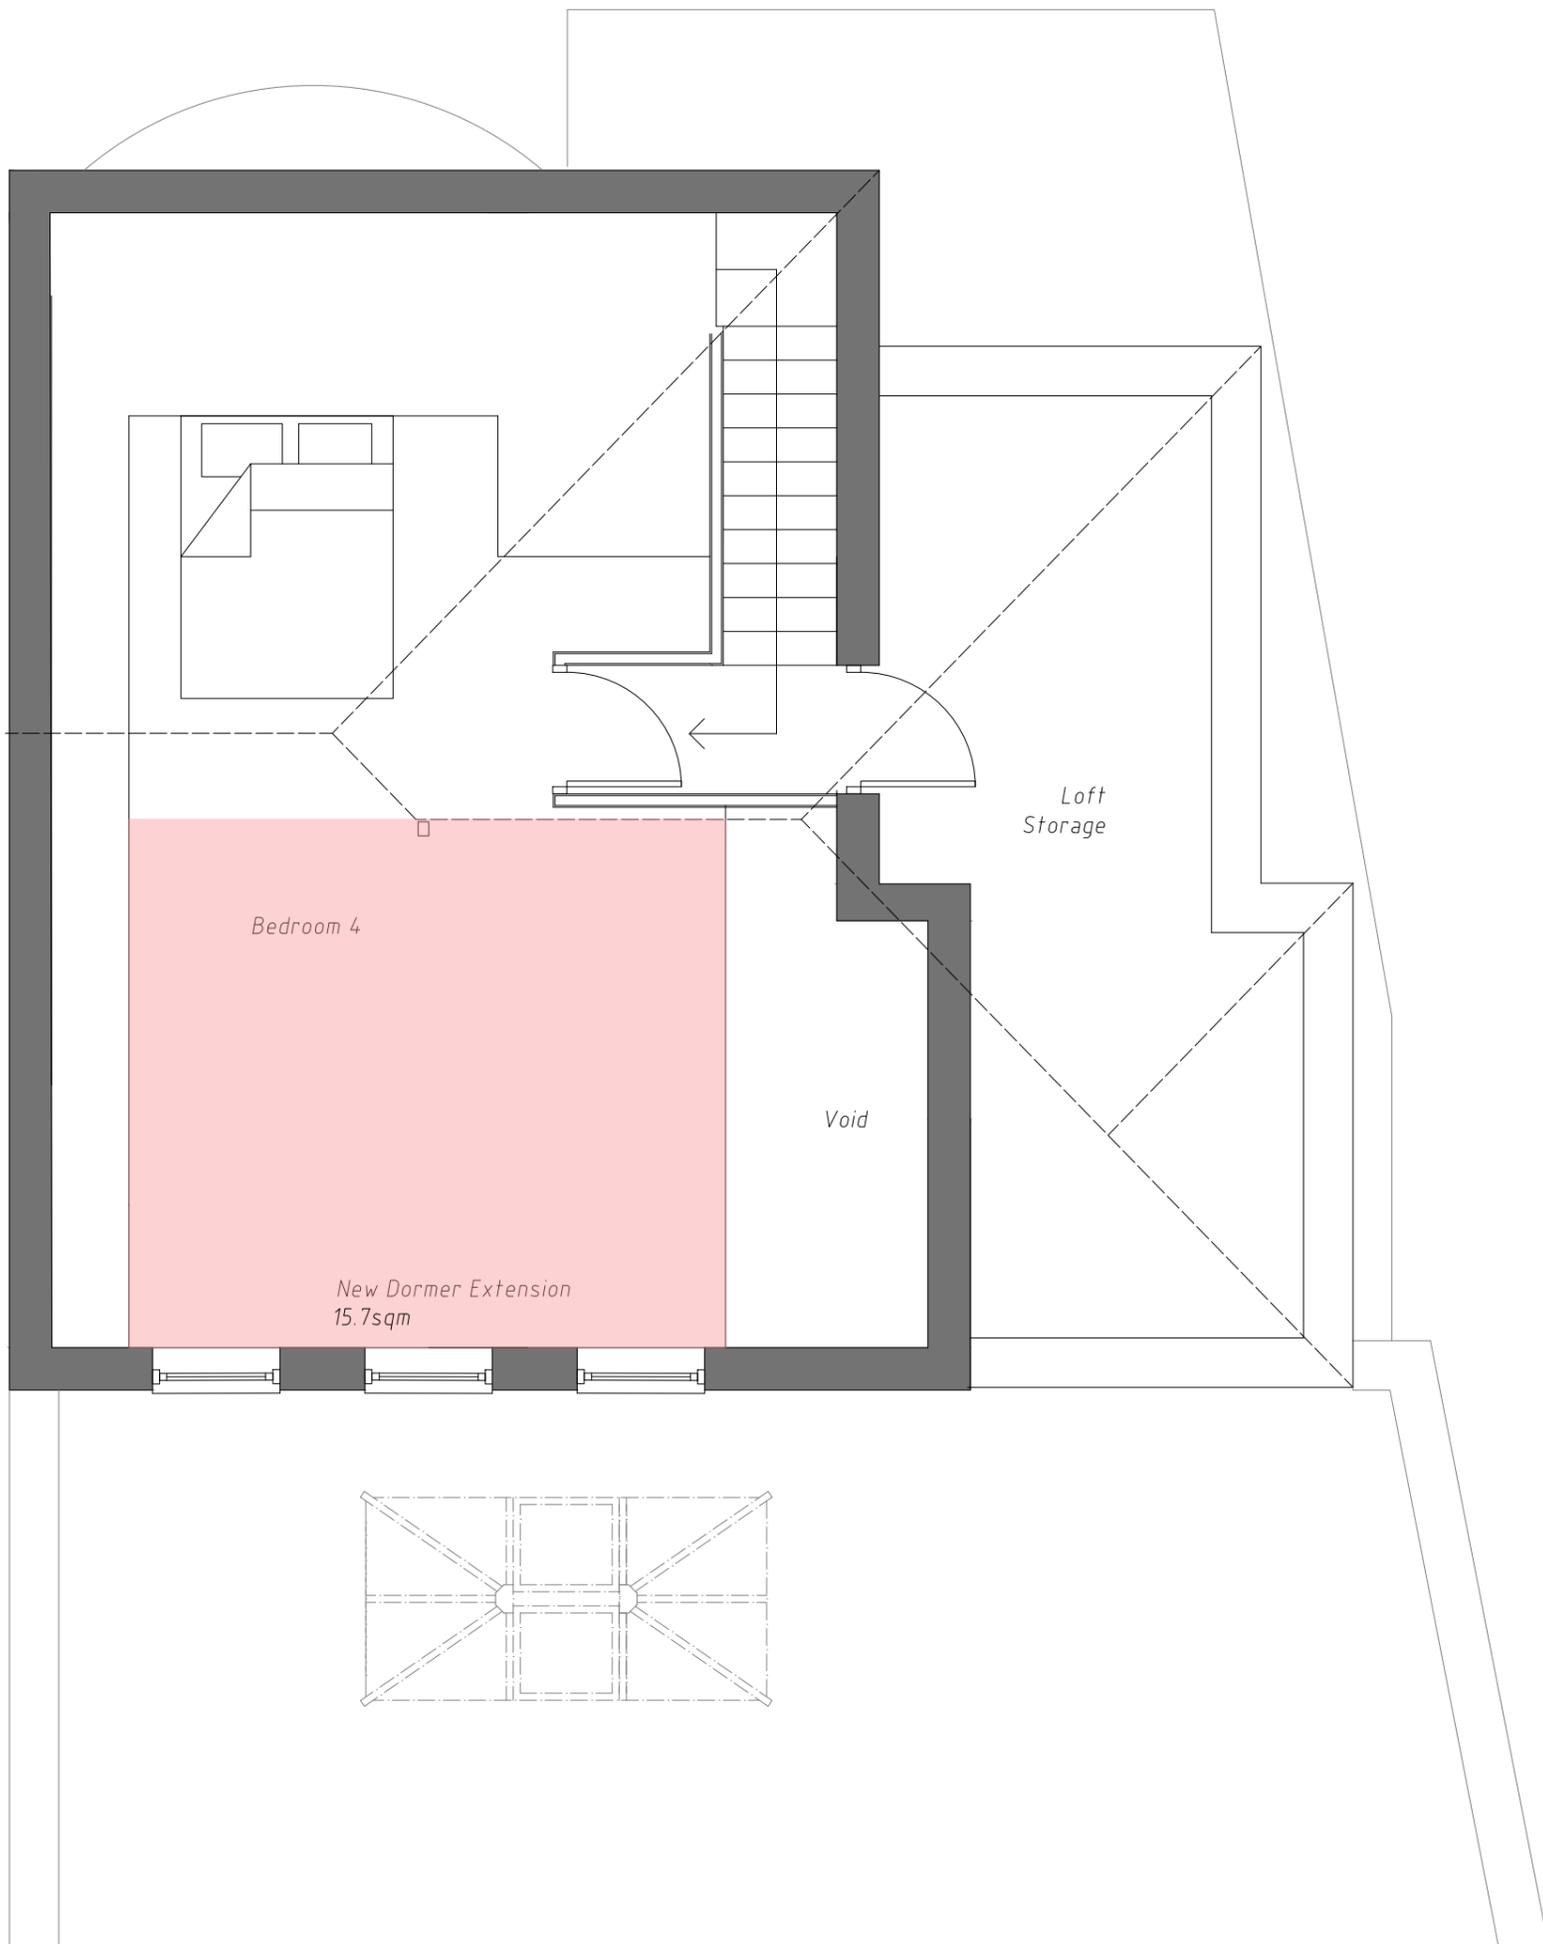 Loft
Storage
Bedroom 4
Void
New Dormer Extension
15.7sqm